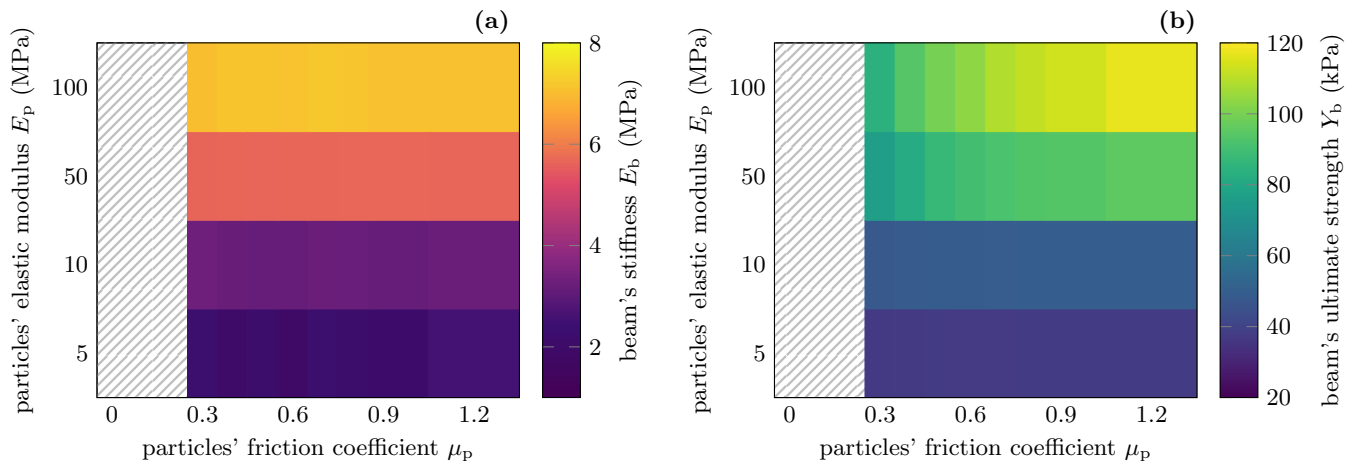 (a)
particles' elastic modulus Ep (MPa)
100
50
10
5
0 0.3 0.6 0.9 1.2
particles' friction coefficient μp
8
6
4
2
beam's stiffness Eb (MPa)
(b)
particles' elastic modulus Ep (MPa)
100
50
10
5
0 0.3 0.6 0.9 1.2
particles' friction coefficient μp
120
100
80
60
40
20
beam's ultimate strength Yb (kPa)